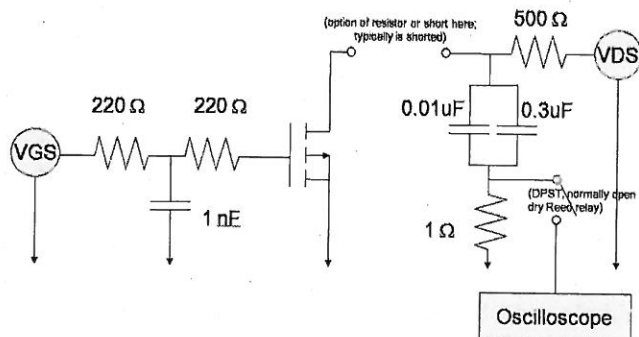 (option of resistor or short here;
typically is shorted)
500 Ω
VDS
220 Ω
220 Ω
0.01uF
0.3uF
VGS
1 nF
(DPST, normally open
dry Reed relay)
1 Ω
Oscilloscope